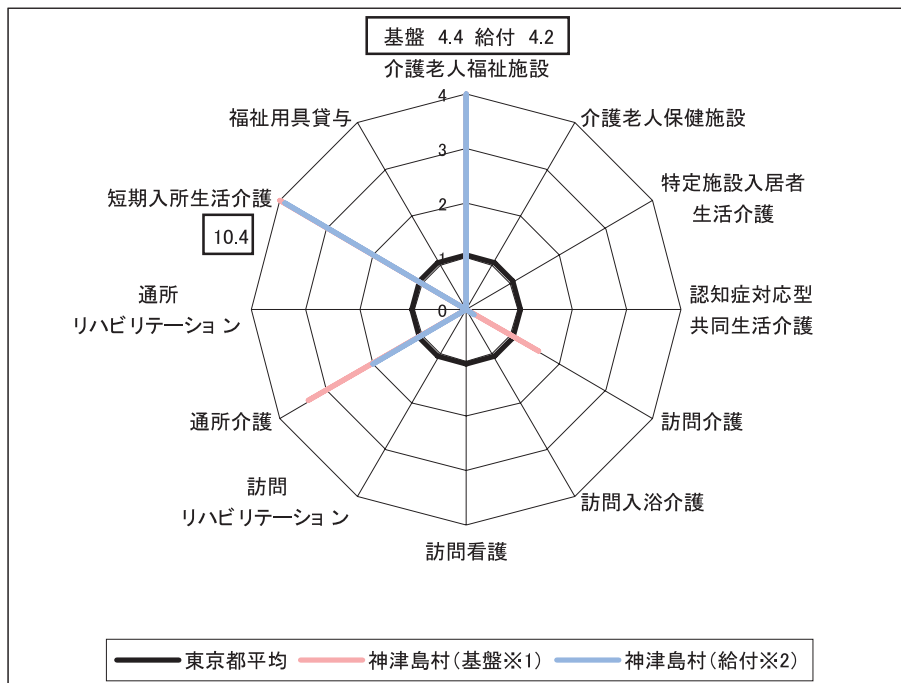 基盤 4.4 給付 4.2
介護老人福祉施設
4
3
2
1
0
介護老人保健施設
特定施設入居者
生活介護
認知症対応型
共同生活介護
訪問介護
訪問入浴介護
訪問看護
訪問
リハビリテーション
通所介護
通所
リハビリテーション
短期入所生活介護
10.4
福祉用具貸与
東京都平均 神津島村(基盤※1) 神津島村(給付※2)